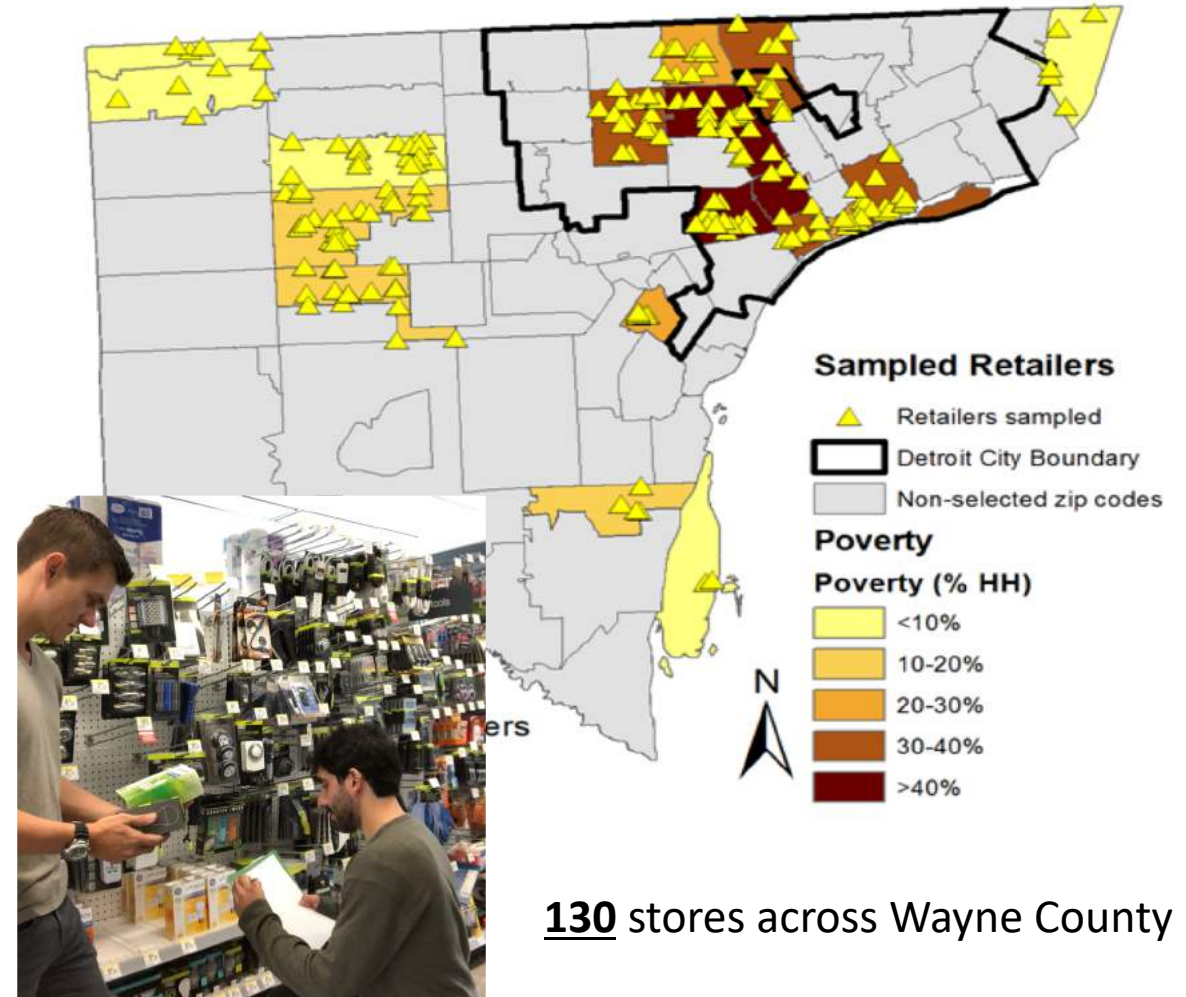 Sampled Retailers
Retailers sampled
Detroit City Boundary
Non-selected zip codes
Poverty
Poverty (% HH)
<10%
10-20%
20-30%
30-40%
>40%
N
ers
130 stores across Wayne County